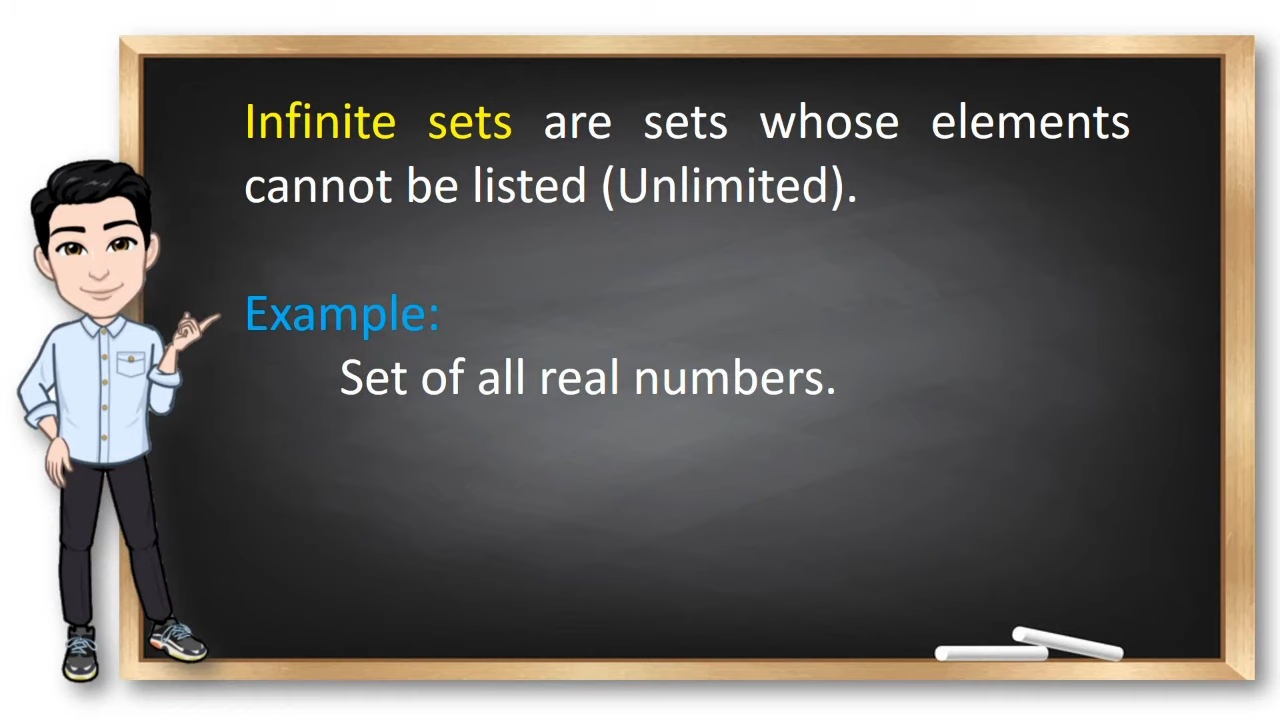 Infinite sets are sets whose elements
cannot be listed (Unlimited).
Example:
Set of all real numbers.